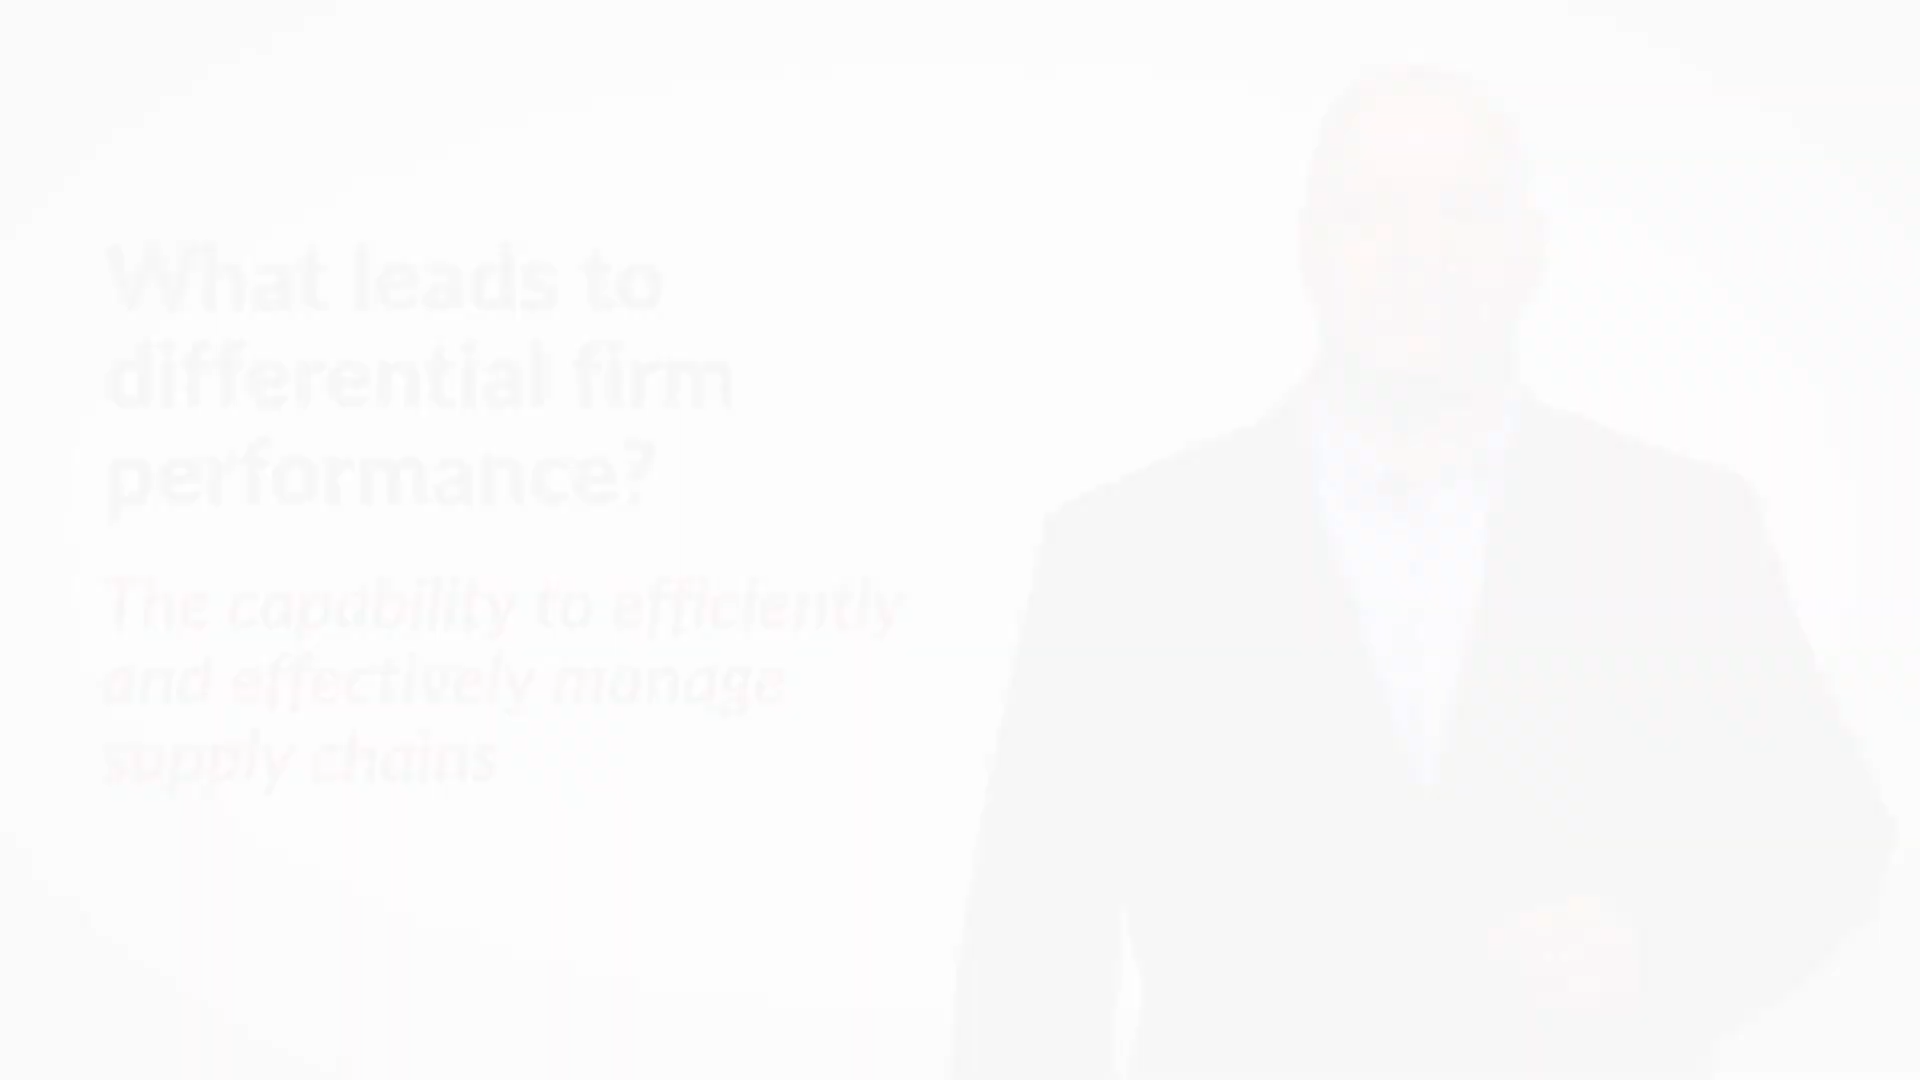 What leads to
differential firm
performance?
The capability to efficiently
and effectively manage
supply chains